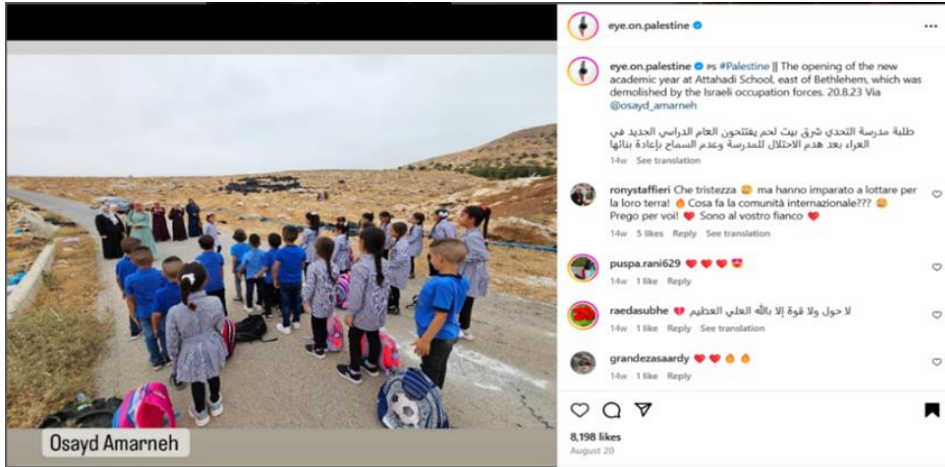 eye.on.palestine
eye.on.palestine PS #Palestine || The opening of the new
academic year at Attahadi School, east of Bethlehem, which was
demolished by the Israeli occupation forces. 20.8.23 Via
@osayd_amarneh
طلبة مدرسة التحدي شرق بيت لحم يفتتحون العام الدراسي الجديد في
العراء بعد هدم الاحتلال للمدرسة وعدم السماح بإعادة بنائها
14w See translation
ronystaffieri Che tristezza 😞 ma hanno imparato a lottare per
la loro terra! 🔥 Cosa fa la comunità internazionale??? 😞
Prego per voi! ❤️ Sono al vostro fianco ❤️
14w 5 likes Reply See translation
puspa.rani629 ❤️❤️❤️😍
14w 1 like Reply
raedasubhe 💔 لا حول ولا قوة إلا بالله العلي العظيم
14w 1 like Reply See translation
grandezasaardy ❤️❤️🔥🔥
14w 1 like Reply
8,198 likes
August 20
Osayd Amarneh